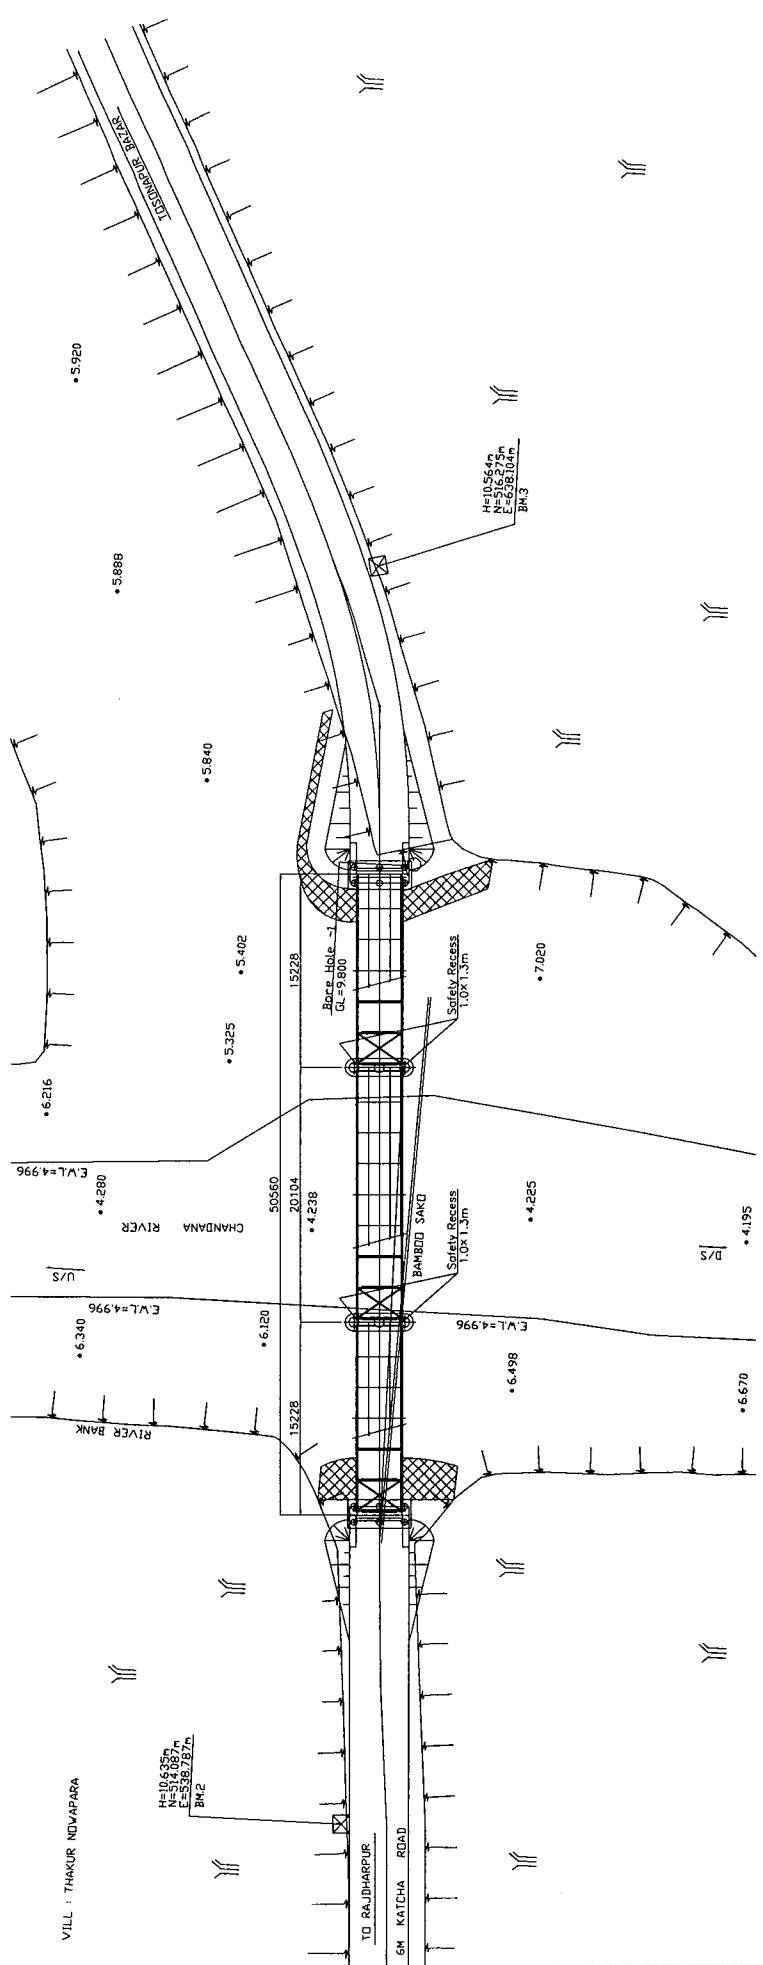 TOSONAPUR BAZAR
5.920
5.888
H=10.564m
N=516.275m
E=638.104m
BM.3
5.840
5.402
15228
Bore Hole -1
GL=9.800
Safety Recess
1.0×1.3m
7.020
5.325
6.216
E.W.L=4.996
4.280
CHANDANA RIVER
50560
20104
4.238
BAMBOO SAKO
Safety Recess
1.0×1.3m
4.225
4.195
U/S
D/S
E.W.L=4.996
6.340
6.120
E.W.L=4.996
6.498
6.670
RIVER BANK
15228
H=10.635m
N=514.087m
E=538.787m
BM.2
VILL : THAKUR NOWAPARA
TO RAJDHARPUR
6M KATCHA ROAD